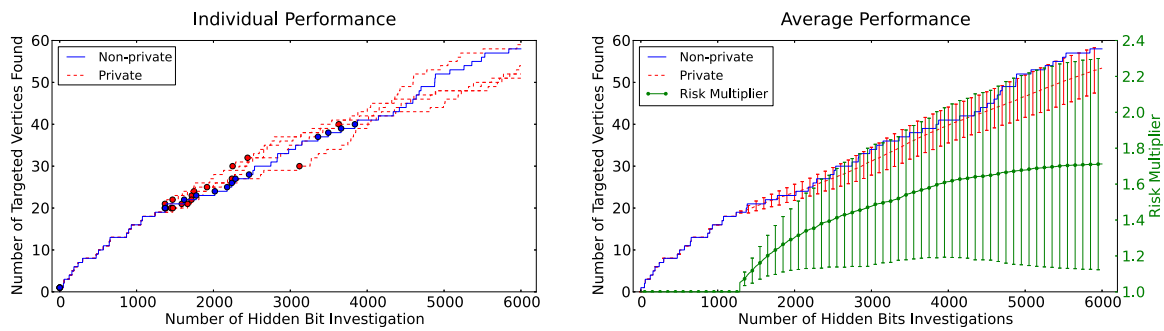 Individual Performance
Number of Targeted Vertices Found
60
50
40
30
20
10
0
Non-private
Private
0 1000 2000 3000 4000 5000 6000
Number of Hidden Bit Investigation
Average Performance
Number of Targeted Vertices Found
60
50
40
30
20
10
0
Non-private
Private
Risk Multiplier
2.4
2.2
2.0
1.8
1.6
1.4
1.2
1.0
Risk Multiplier
0 1000 2000 3000 4000 5000 6000
Number of Hidden Bits Investigations